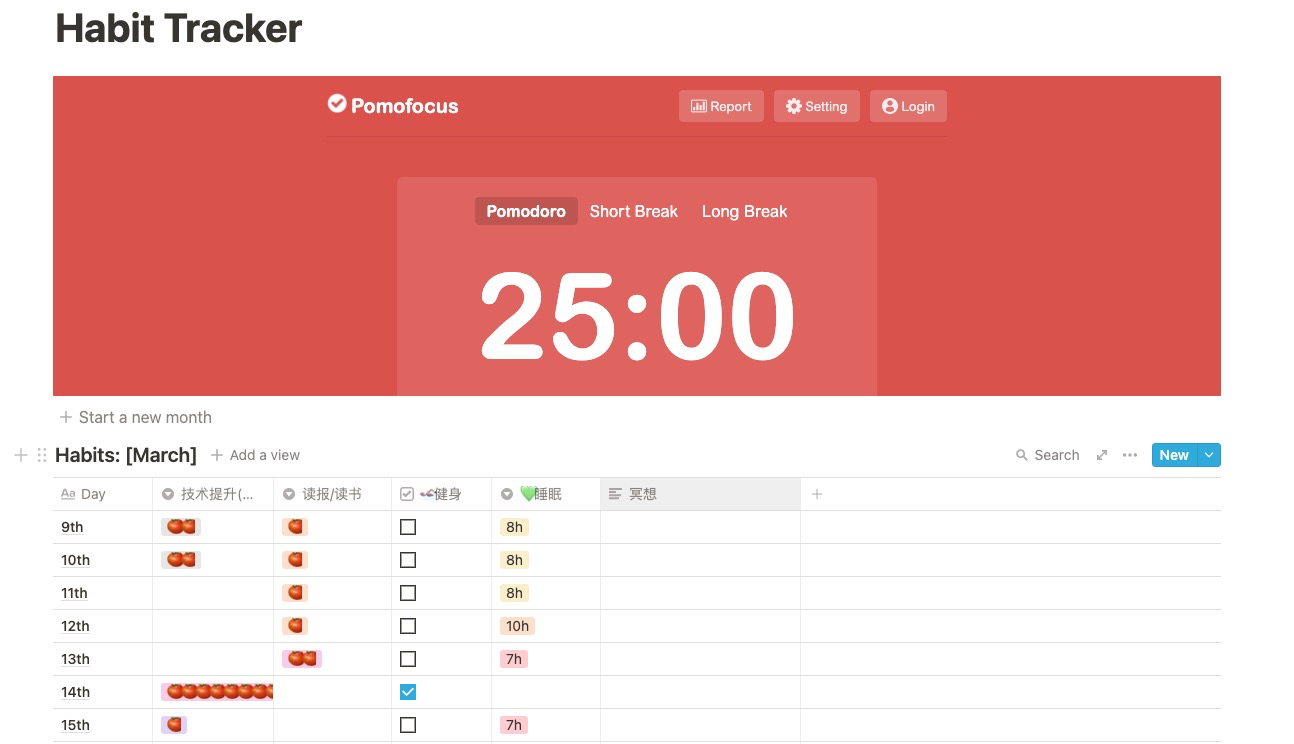 Habit Tracker
Pomofocus
Report
Setting
Login
Pomodoro Short Break Long Break
25:00
+ Start a new month
Habits: [March] + Add a view Search New
Aa Day 技术提升(... 读报/读书 健身 睡眠 冥想
9th 8h
10th 8h
11th 8h
12th 10h
13th 7h
14th
15th 7h